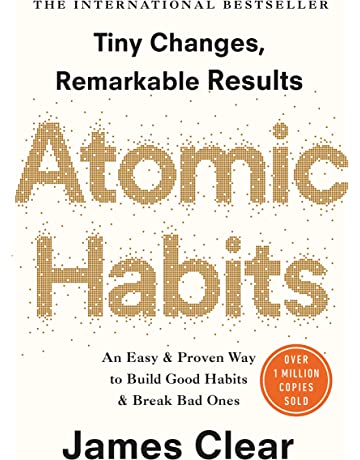 THE INTERNATIONAL BESTSELLER
Tiny Changes,
Remarkable Results
Atomic
Habits
An Easy & Proven Way
to Build Good Habits
& Break Bad Ones
OVER
1 MILLION
COPIES
SOLD
James Clear